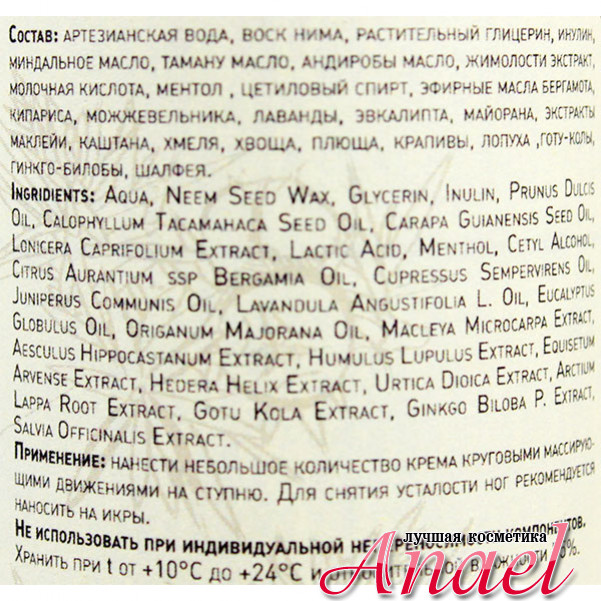 Состав: артезианская вода, воск нима, растительный глицерин, инулин,
миндальное масло, таману масло, андиробы масло, жимолости экстракт,
молочная кислота, ментол , цетиловый спирт, эфирные масла бергамота,
кипариса, можжевельника, лаванды, эвкалипта, майорана, экстракты
маклейи, каштана, хмеля, хвоща, плюща, крапивы, лопуха ,готу-колы,
гинкго-билобы, шалфея.
Ingridients: Aqua, Neem Seed Wax, Glycerin, Inulin, Prunus Dulcis
Oil, Calophyllum Tacamahaca Seed Oil, Carapa Guianensis Seed Oil,
Lonicera Caprifolium Extract, Lactic Acid, Menthol, Cetyl Alcohol,
Citrus Aurantium ssp Bergamia Oil, Cupressus Sempervirens Oil,
Juniperus Communis Oil, Lavandula Angustifolia L. Oil, Eucalyptus
Globulus Oil, Origanum Majorana Oil, Macleya Microcarpa Extract,
Aesculus Hippocastanum Extract, Humulus Lupulus Extract, Equisetum
Arvense Extract, Hedera Helix Extract, Urtica Dioica Extract, Arctium
Lappa Root Extract, Gotu Kola Extract, Ginkgo Biloba P. Extract,
Salvia Officinalis Extract.
Применение: нанести небольшое количество крема круговыми массирую-
щими движениями на ступню. Для снятия усталости ног рекомендуется
наносить на икры.
Не использовать при индивидуальной компонентов.
Хранить при t от +10°C до +24°C и
лучшая косметика
Anael